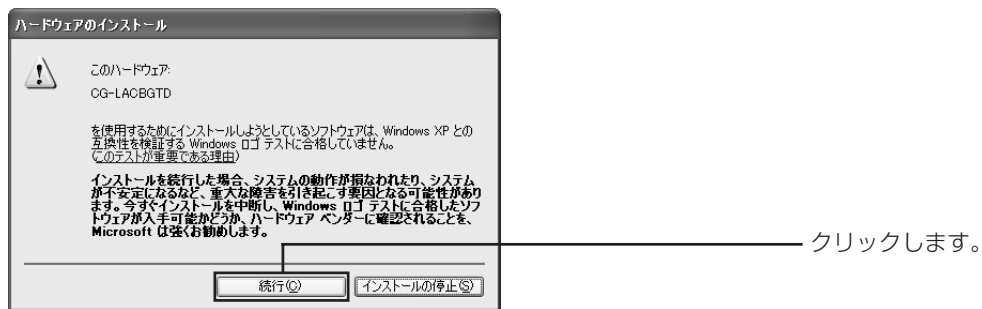 ハードウェアのインストール
このハードウェア:
CG-LACBGTD
を使用するためにインストールしようとしているソフトウェアは、Windows XP との
互換性を検証する Windows ロゴ テストに合格していません。
(このテストが重要である理由)
インストールを続行した場合、システムの動作が損なわれたり、システム
が不安定になるなど、重大な障害を引き起こす要因となる可能性があり
ます。今すぐインストールを中断し、Windows ロゴ テストに合格したソフ
トウェアが入手可能かどうか、ハードウェア ベンダーに確認されることを、
Microsoft は強くお勧めします。
クリックします。
続行(C)
インストールの停止(S)